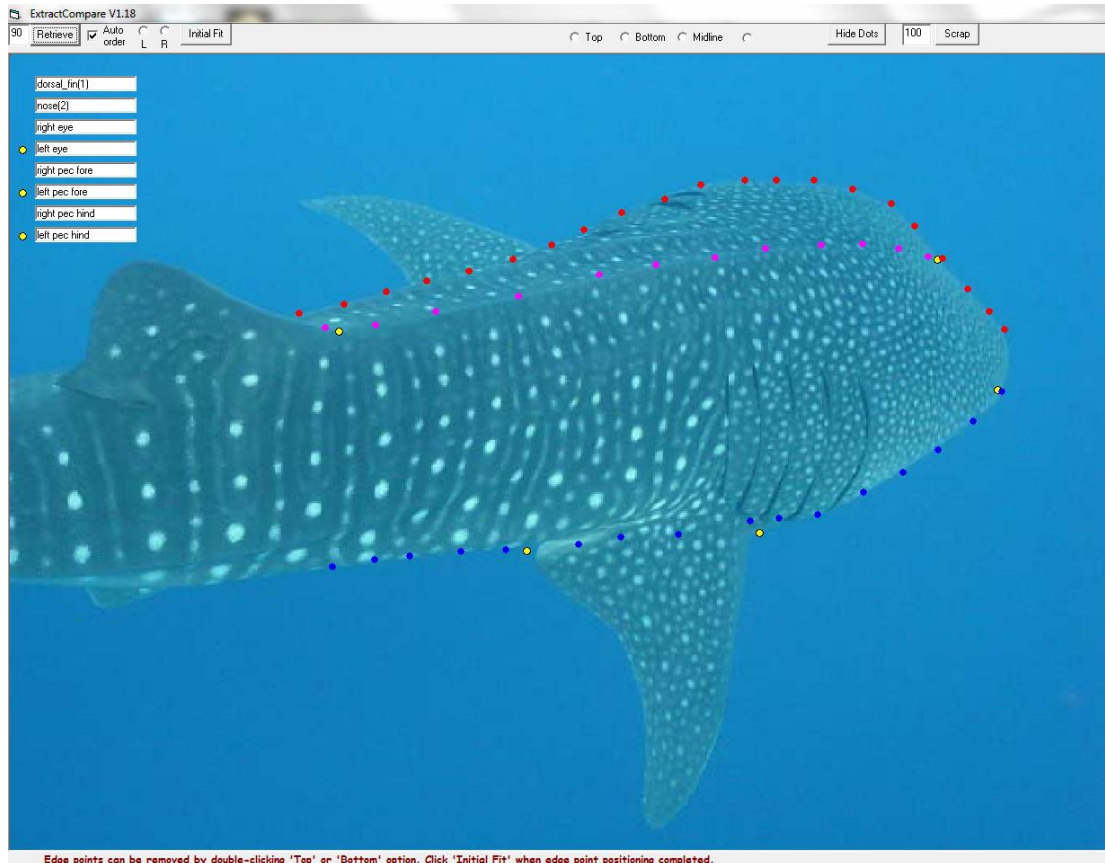 ExtractCompare V1.18
90 Retrieve Auto order L R Initial Fit Top Bottom Midline Hide Dots 100 Scrap
dorsal_fin(1)
nose(2)
right eye
left eye
right pec fore
left pec fore
right pec hind
left pec hind
Edge points can be removed by double-clicking 'Top' or 'Bottom' option. Click 'Initial Fit' when edge point positioning completed.